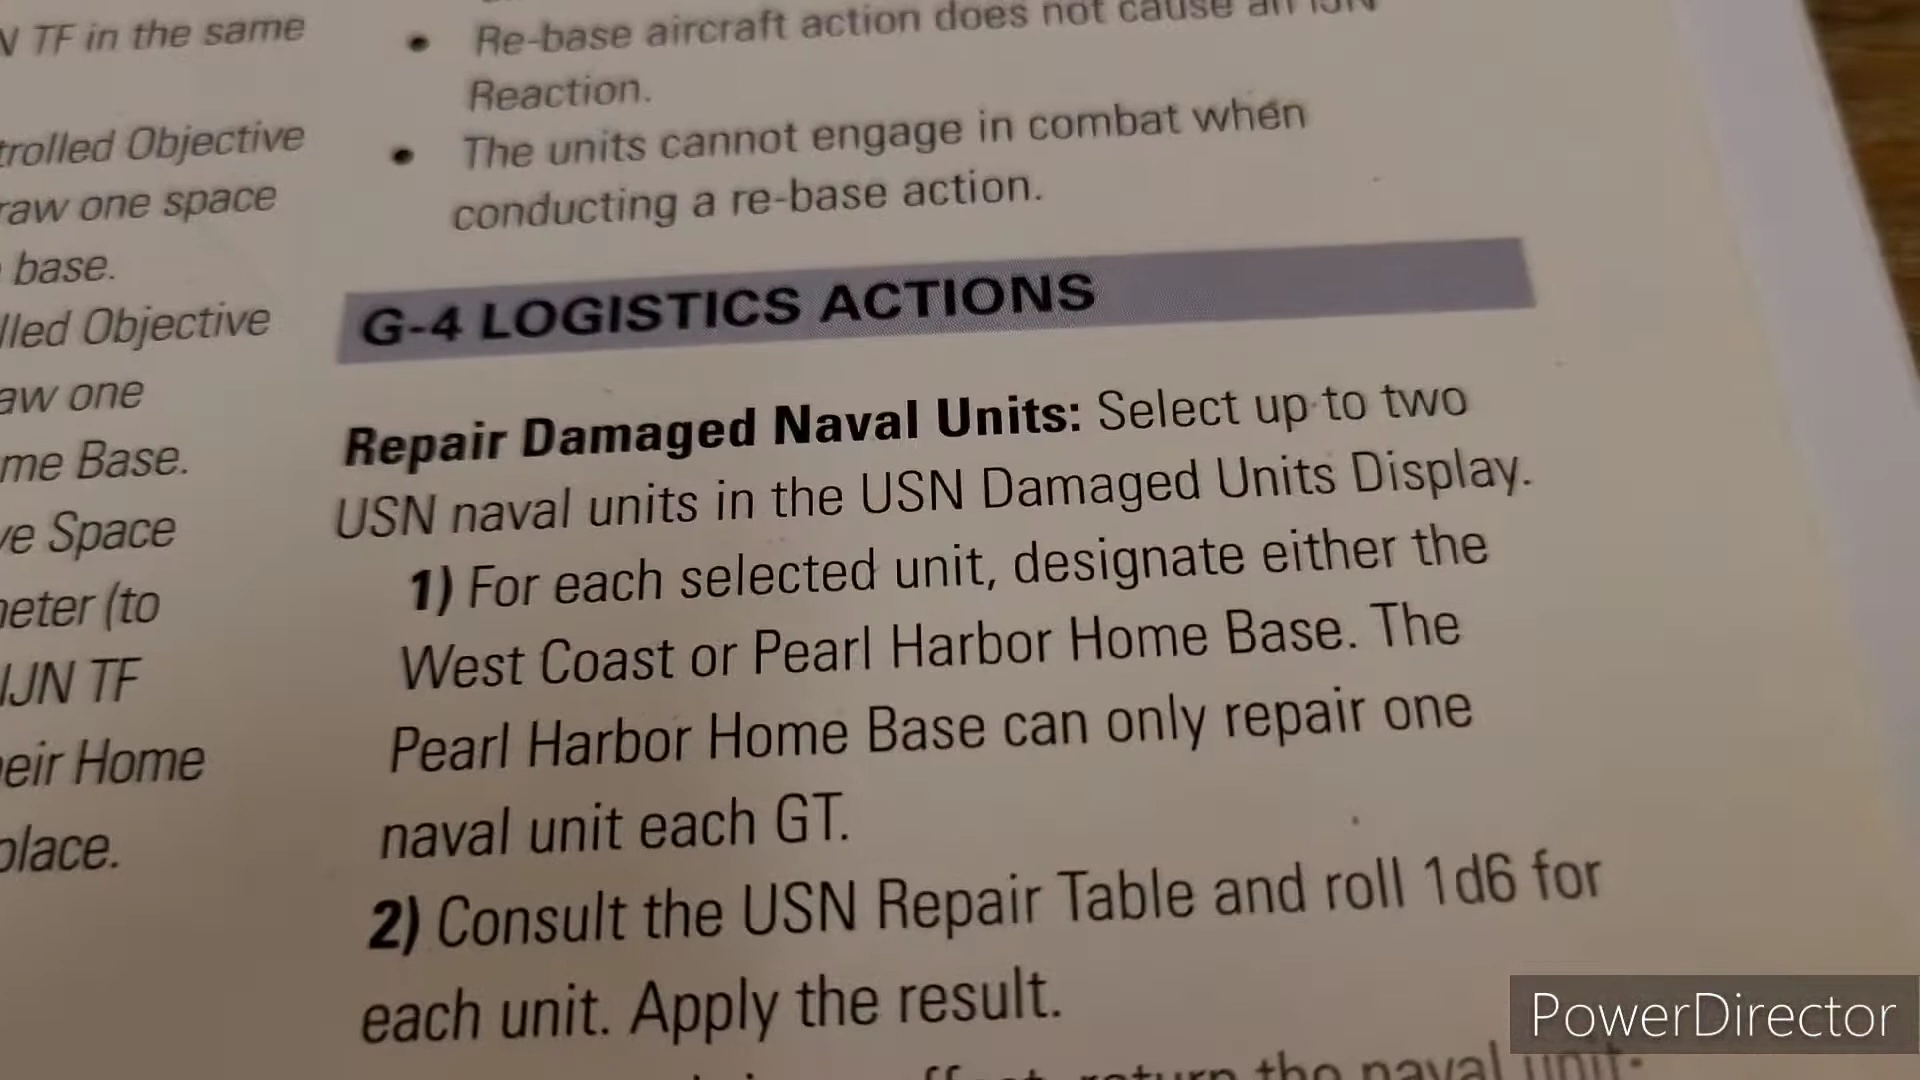 N TF in the same
trolled Objective
raw one space
base.
lled Objective
aw one
me Base.
ve Space
neter (to
IJN TF
eir Home
place.
• Re-base aircraft action does not cause an IJN
Reaction.
• The units cannot engage in combat when
conducting a re-base action.
G-4 LOGISTICS ACTIONS
Repair Damaged Naval Units: Select up to two
USN naval units in the USN Damaged Units Display.
1) For each selected unit, designate either the
West Coast or Pearl Harbor Home Base. The
Pearl Harbor Home Base can only repair one
naval unit each GT.
2) Consult the USN Repair Table and roll 1d6 for
each unit. Apply the result.
return the naval unit
PowerDirector